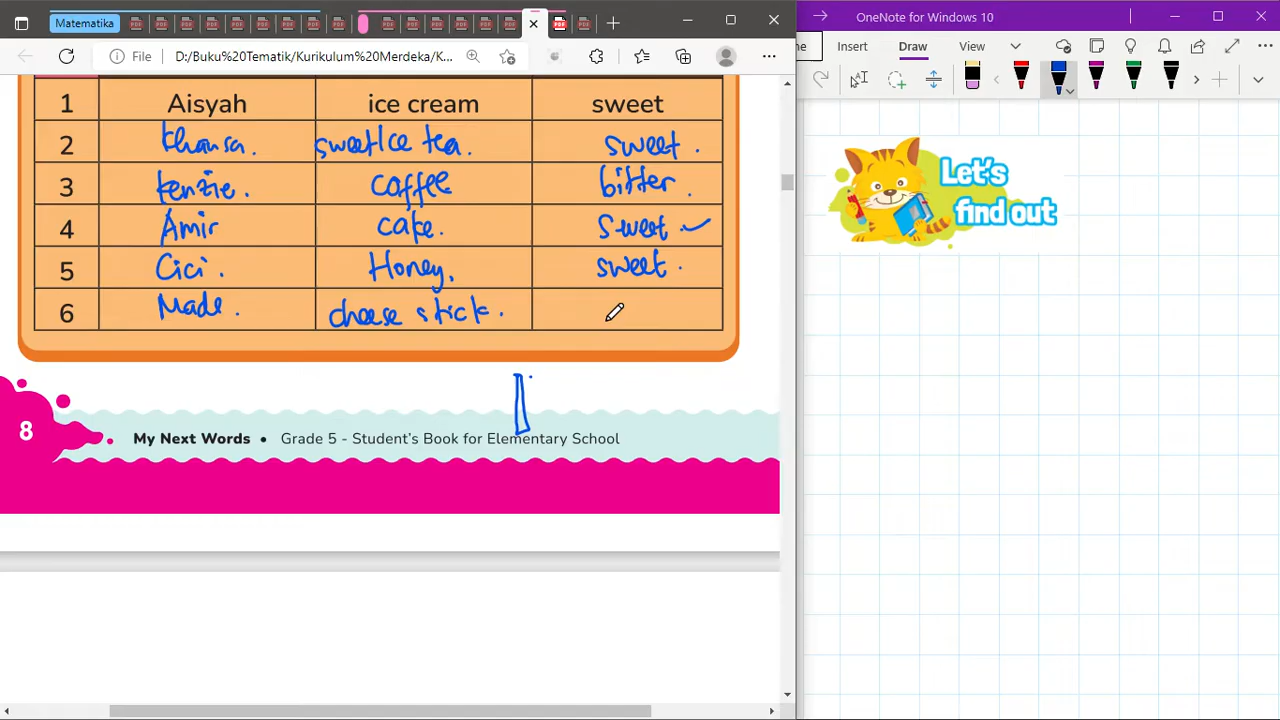 Matematika
OneNote for Windows 10
File D:/Buku%20Tematik/Kurikulum%20Merdeka/K...
Insert Draw View
1 Aisyah ice cream sweet
2 Khansa. sweet Ice tea. sweet.
3 kenzie. coffee bitter.
4 Amir cake. Sweet.
5 Cici. Honey. sweet.
6 Made. cheese stick.
8 My Next Words • Grade 5 - Student's Book for Elementary School
Let's
find out